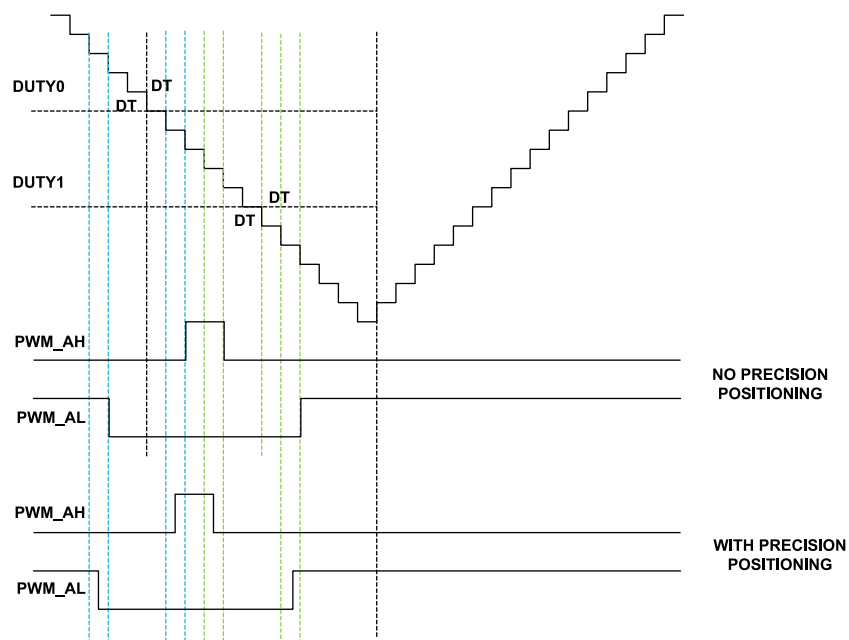 DUTY0
DT
DT
DUTY1
DT
DT
PWM_AH
NO PRECISION
POSITIONING
PWM_AL
PWM_AH
WITH PRECISION
POSITIONING
PWM_AL